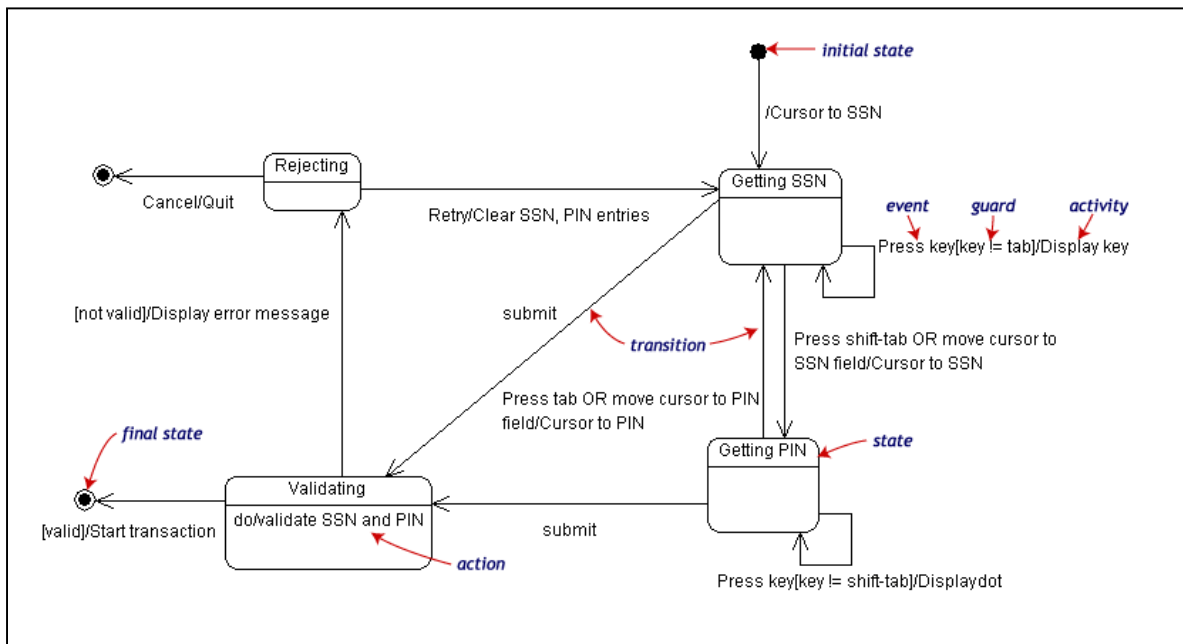 initial state
/Cursor to SSN
Rejecting
Getting SSN
Cancel/Quit
Retry/Clear SSN, PIN entries
event
guard
activity
Press key[key != tab]/Display key
[not valid]/Display error message
submit
transition
Press shift-tab OR move cursor to
SSN field/Cursor to SSN
Press tab OR move cursor to PIN
field/Cursor to PIN
final state
Getting PIN
state
Validating
do/validate SSN and PIN
[valid]/Start transaction
submit
action
Press key[key != shift-tab]/Displaydot